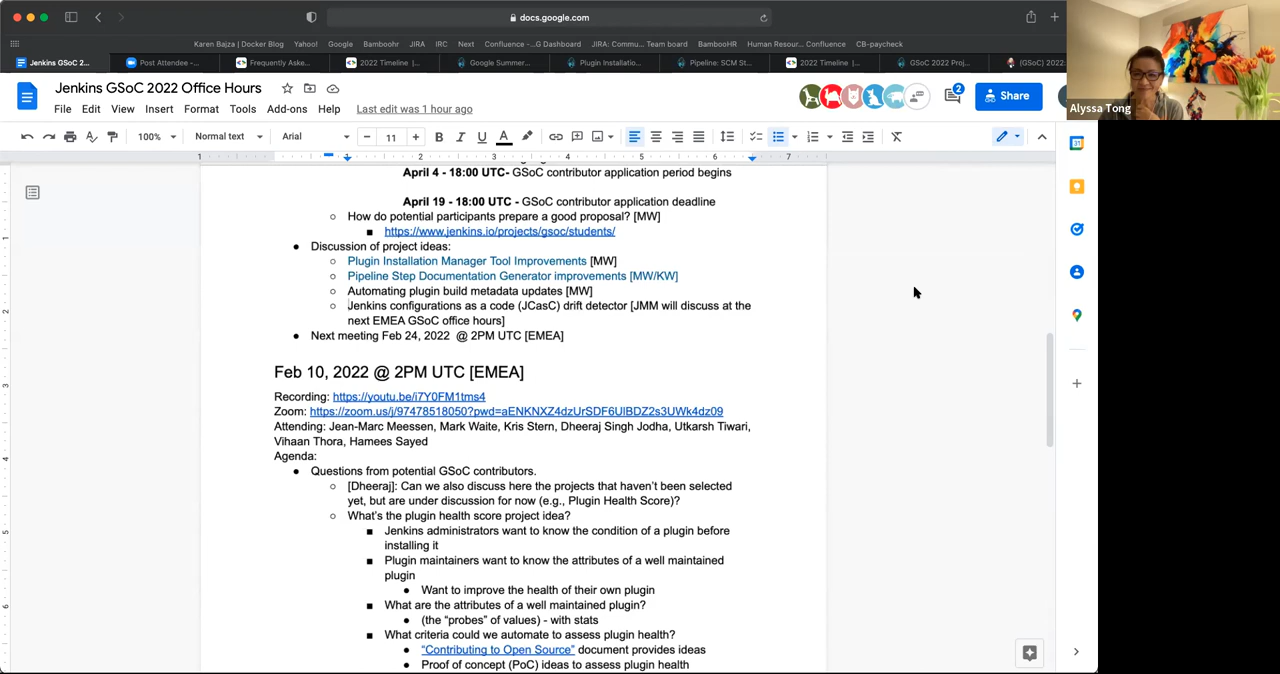 docs.google.com
Karen Bajza | Docker Blog Yahoo! Google Bamboohr JIRA IRC Next Confluence -...G Dashboard JIRA: Commu... Team board BambooHR Human Resour...Confluence CB-paycheck
Jenkins GSoC 2... Post Attendee -... Frequently Aske... 2022 Timeline |... Google Summer... Plugin Installatio... Pipeline: SCM St... 2022 Timeline |... GSoC 2022 Proj... (GSoC) 2022:
Jenkins GSoC 2022 Office Hours
File Edit View Insert Format Tools Addons Help Last edit was 1 hour ago
2 Share
Alyssa Tong
100% Normal text Arial 11 B I U A
1 1 2 3 4 5 6 7
April 4 - 18:00 UTC- GSoC contributor application period begins
April 19 - 18:00 UTC - GSoC contributor application deadline
How do potential participants prepare a good proposal? [MW]
https://www.jenkins.io/projects/gsoc/students/
Discussion of project ideas:
Plugin Installation Manager Tool Improvements [MW]
Pipeline Step Documentation Generator improvements [MW/KW]
Automating plugin build metadata updates [MW]
Jenkins configurations as a code (JCasC) drift detector [JMM will discuss at the
next EMEA GSoC office hours]
Next meeting Feb 24, 2022 @ 2PM UTC [EMEA]
Feb 10, 2022 @ 2PM UTC [EMEA]
Recording: https://youtu.be/i7Y0FM1tms4
Zoom: https://zoom.us/j/97478518050?pwd=aENKNXZ4dzUrSDF6UlBDZ2s3UWk4dz09
Attending: Jean-Marc Meessen, Mark Waite, Kris Stern, Dheeraj Singh Jodha, Utkarsh Tiwari,
Vihaan Thora, Hamees Sayed
Agenda:
Questions from potential GSoC contributors.
[Dheeraj]: Can we also discuss here the projects that haven't been selected
yet, but are under discussion for now (e.g., Plugin Health Score)?
What's the plugin health score project idea?
Jenkins administrators want to know the condition of a plugin before
installing it
Plugin maintainers want to know the attributes of a well maintained
plugin
Want to improve the health of their own plugin
What are the attributes of a well maintained plugin?
(the “probes” of values) - with stats
What criteria could we automate to assess plugin health?
“Contributing to Open Source” document provides ideas
Proof of concept (PoC) ideas to assess plugin health